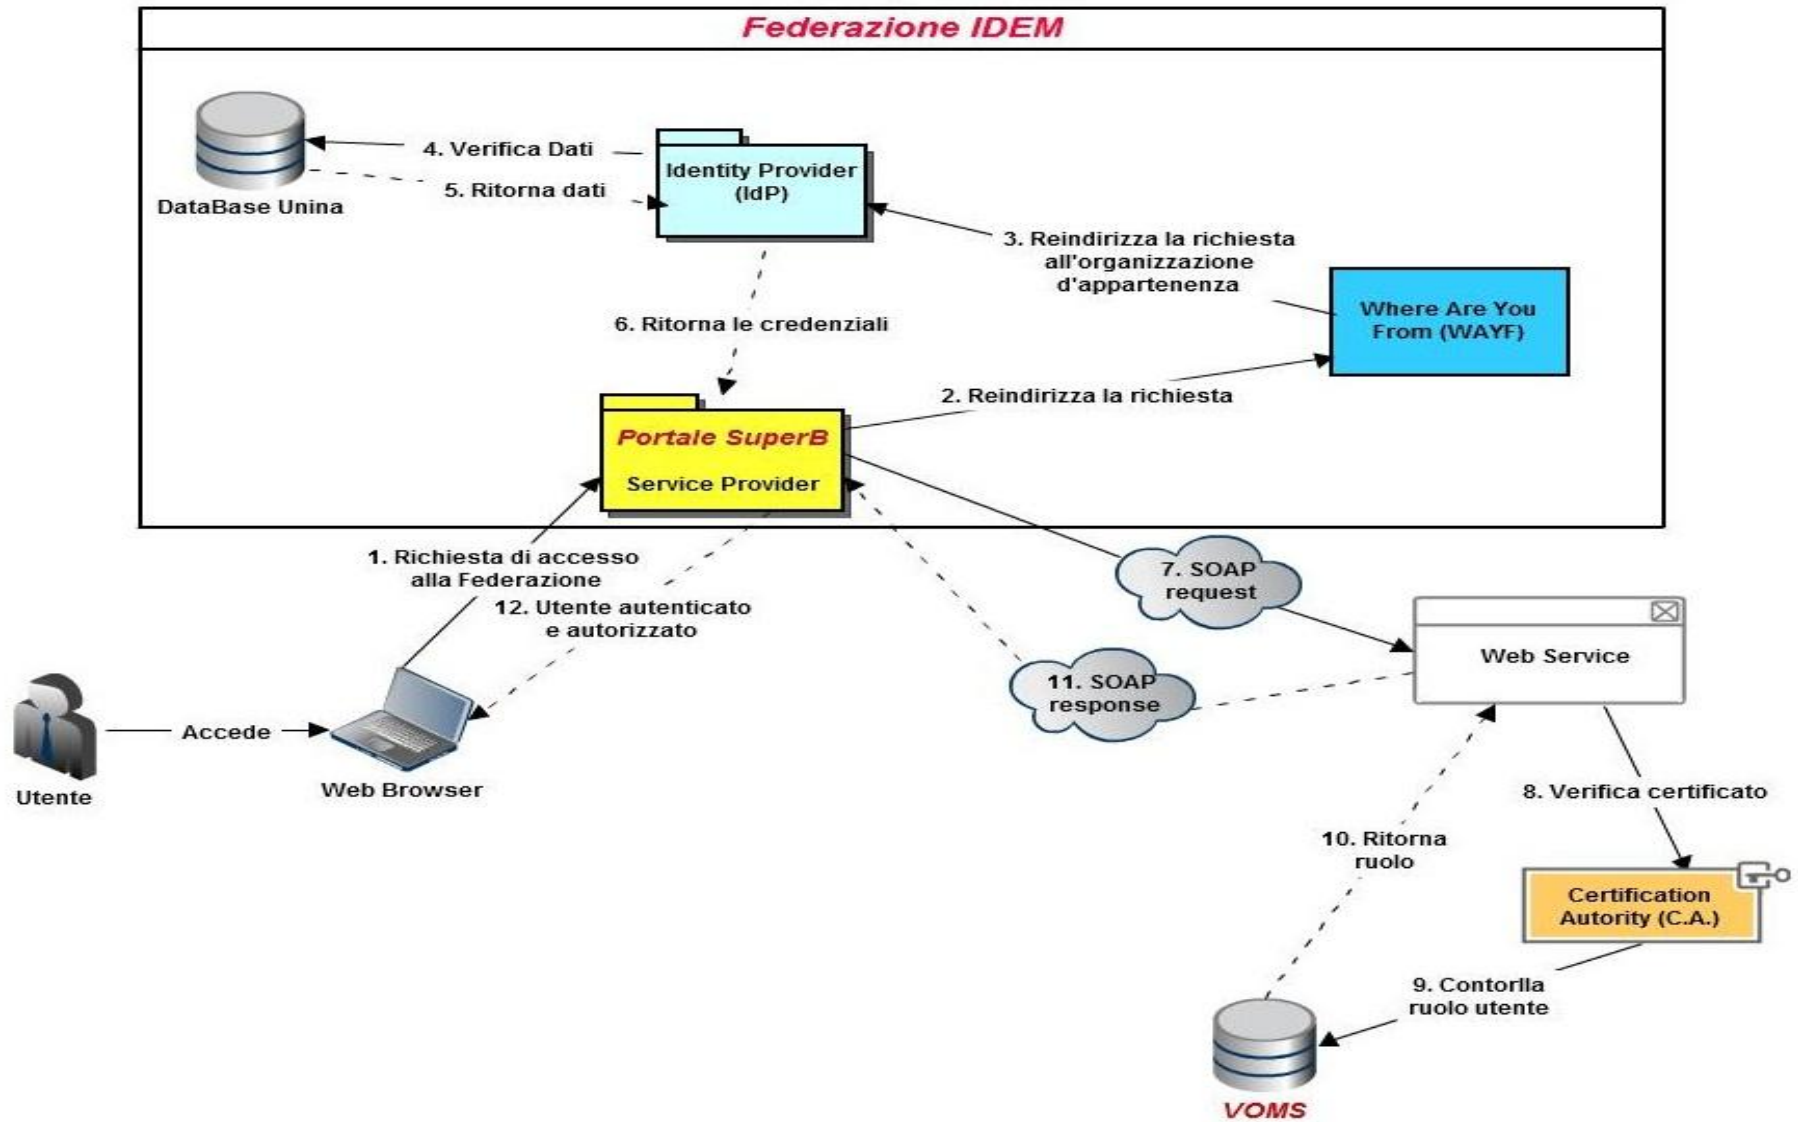 Federazione IDEM
4. Verifica Dati
5. Ritorna dati
DataBase Unina
Identity Provider
(IdP)
3. Reindirizza la richiesta
all'organizzazione
d'appartenenza
Where Are You
From (WAYF)
6. Ritorna le credenziali
2. Reindirizza la richiesta
Portale SuperB
Service Provider
1. Richiesta di accesso
alla Federazione
12. Utente autenticato
e autorizzato
7. SOAP
request
11. SOAP
response
Web Service
Accede
Utente
Web Browser
8. Verifica certificato
10. Ritorna
ruolo
Certification
Autority (C.A.)
9. Contorlla
ruolo utente
VOMS